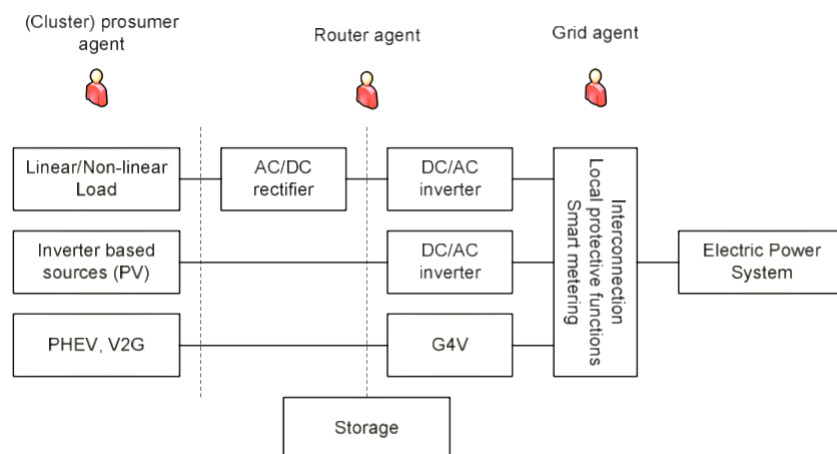 (Cluster) prosumer
agent
Router agent
Grid agent
Linear/Non-linear
Load
AC/DC
rectifier
DC/AC
inverter
Inverter based
sources (PV)
DC/AC
inverter
PHEV, V2G
G4V
Interconnection
Local protective functions
Smart metering
Electric Power
System
Storage